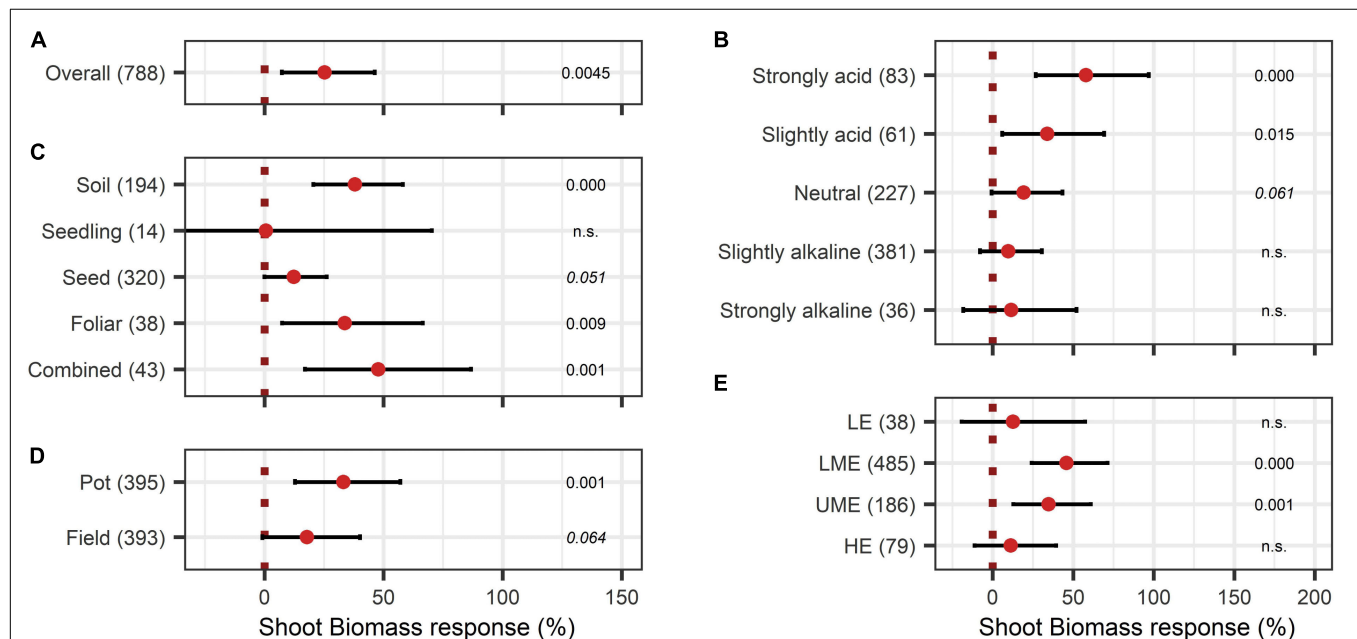 A
Overall (788)
0.0045
C
Soil (194)
0.000
Seedling (14)
n.s.
Seed (320)
0.051
Foliar (38)
0.009
Combined (43)
0.001
D
Pot (395)
0.001
Field (393)
0.064
0 50 100 150
Shoot Biomass response (%)
B
Strongly acid (83)
0.000
Slightly acid (61)
0.015
Neutral (227)
0.061
Slightly alkaline (381)
n.s.
Strongly alkaline (36)
n.s.
E
LE (38)
n.s.
LME (485)
0.000
UME (186)
0.001
HE (79)
n.s.
0 50 100 150 200
Shoot Biomass response (%)